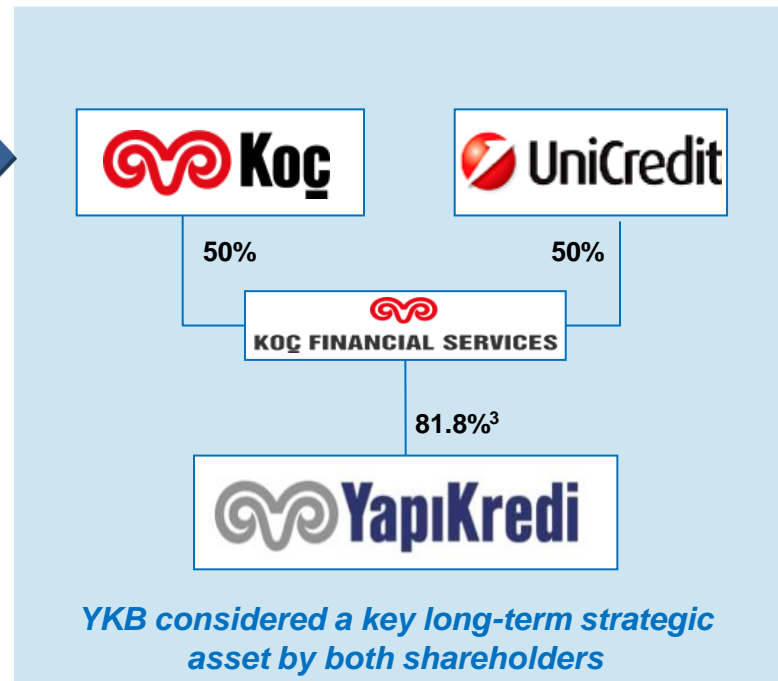 Koç
UniCredit
50%
50%
KOÇ FINANCIAL SERVICES
81.8%³
YapıKredi
YKB considered a key long-term strategic
asset by both shareholders